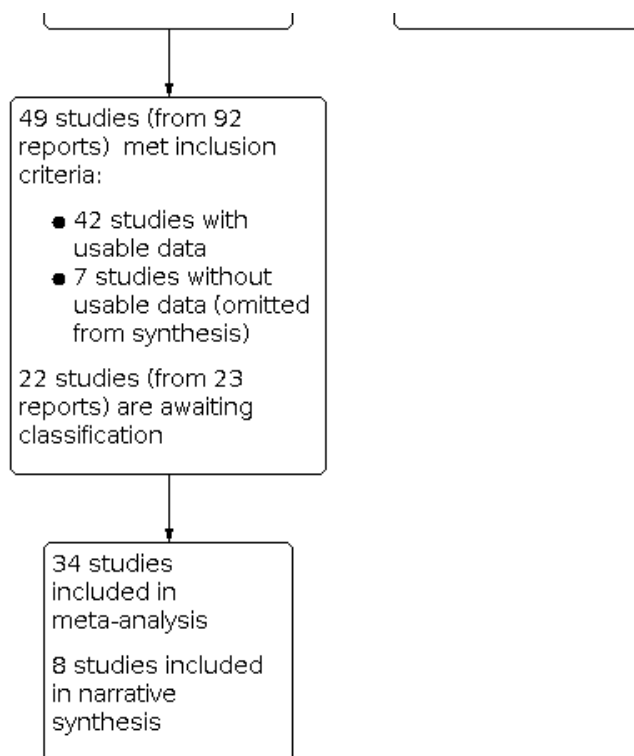 49 studies (from 92
reports)  met inclusion
criteria:
● 42 studies with
usable data
● 7 studies without
usable data (omitted
from synthesis)
22 studies (from 23
reports) are awaiting
classification
34 studies
included in
meta-analysis
8 studies included
in narrative
synthesis